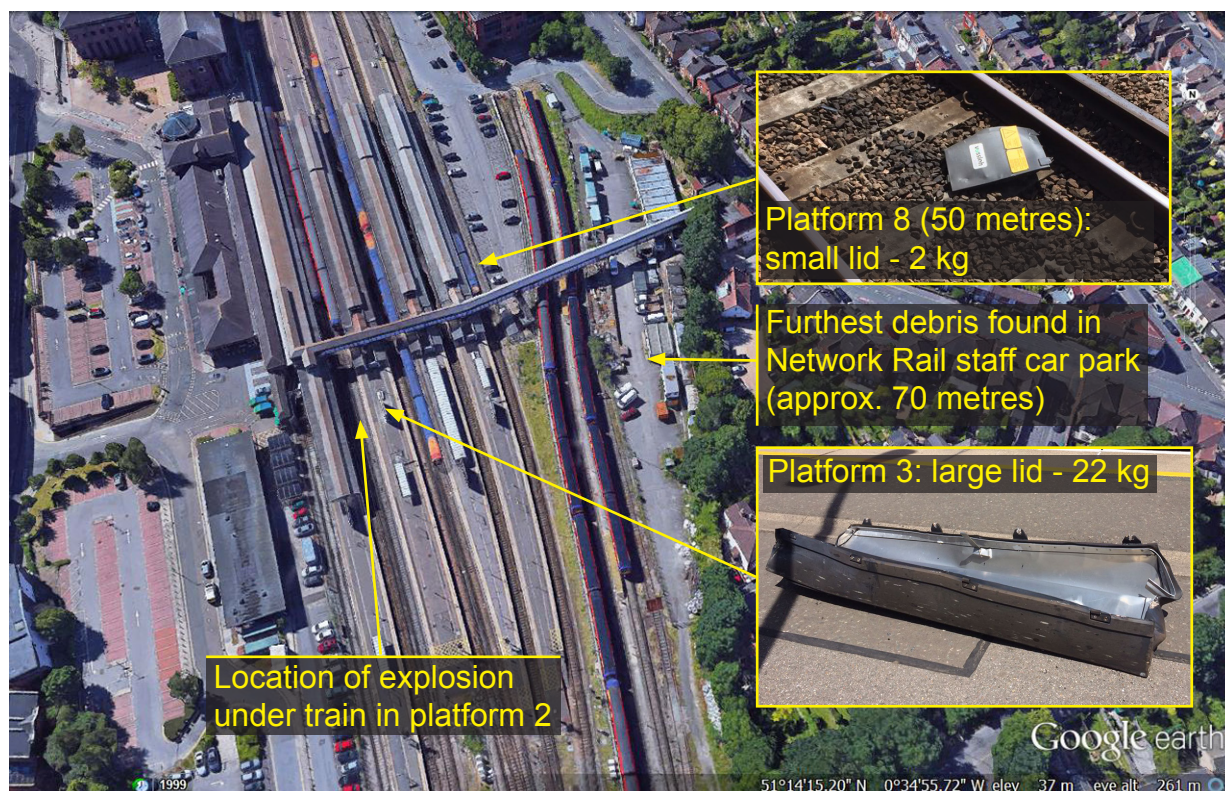 N
Platform 8 (50 metres):
small lid - 2 kg
Furthest debris found in
Network Rail staff car park
(approx. 70 metres)
Platform 3: large lid - 22 kg
Location of explosion
under train in platform 2
Google earth
1999
51°14'15.20" N 0°34'55.72" W elev 37 m eye alt 261 m